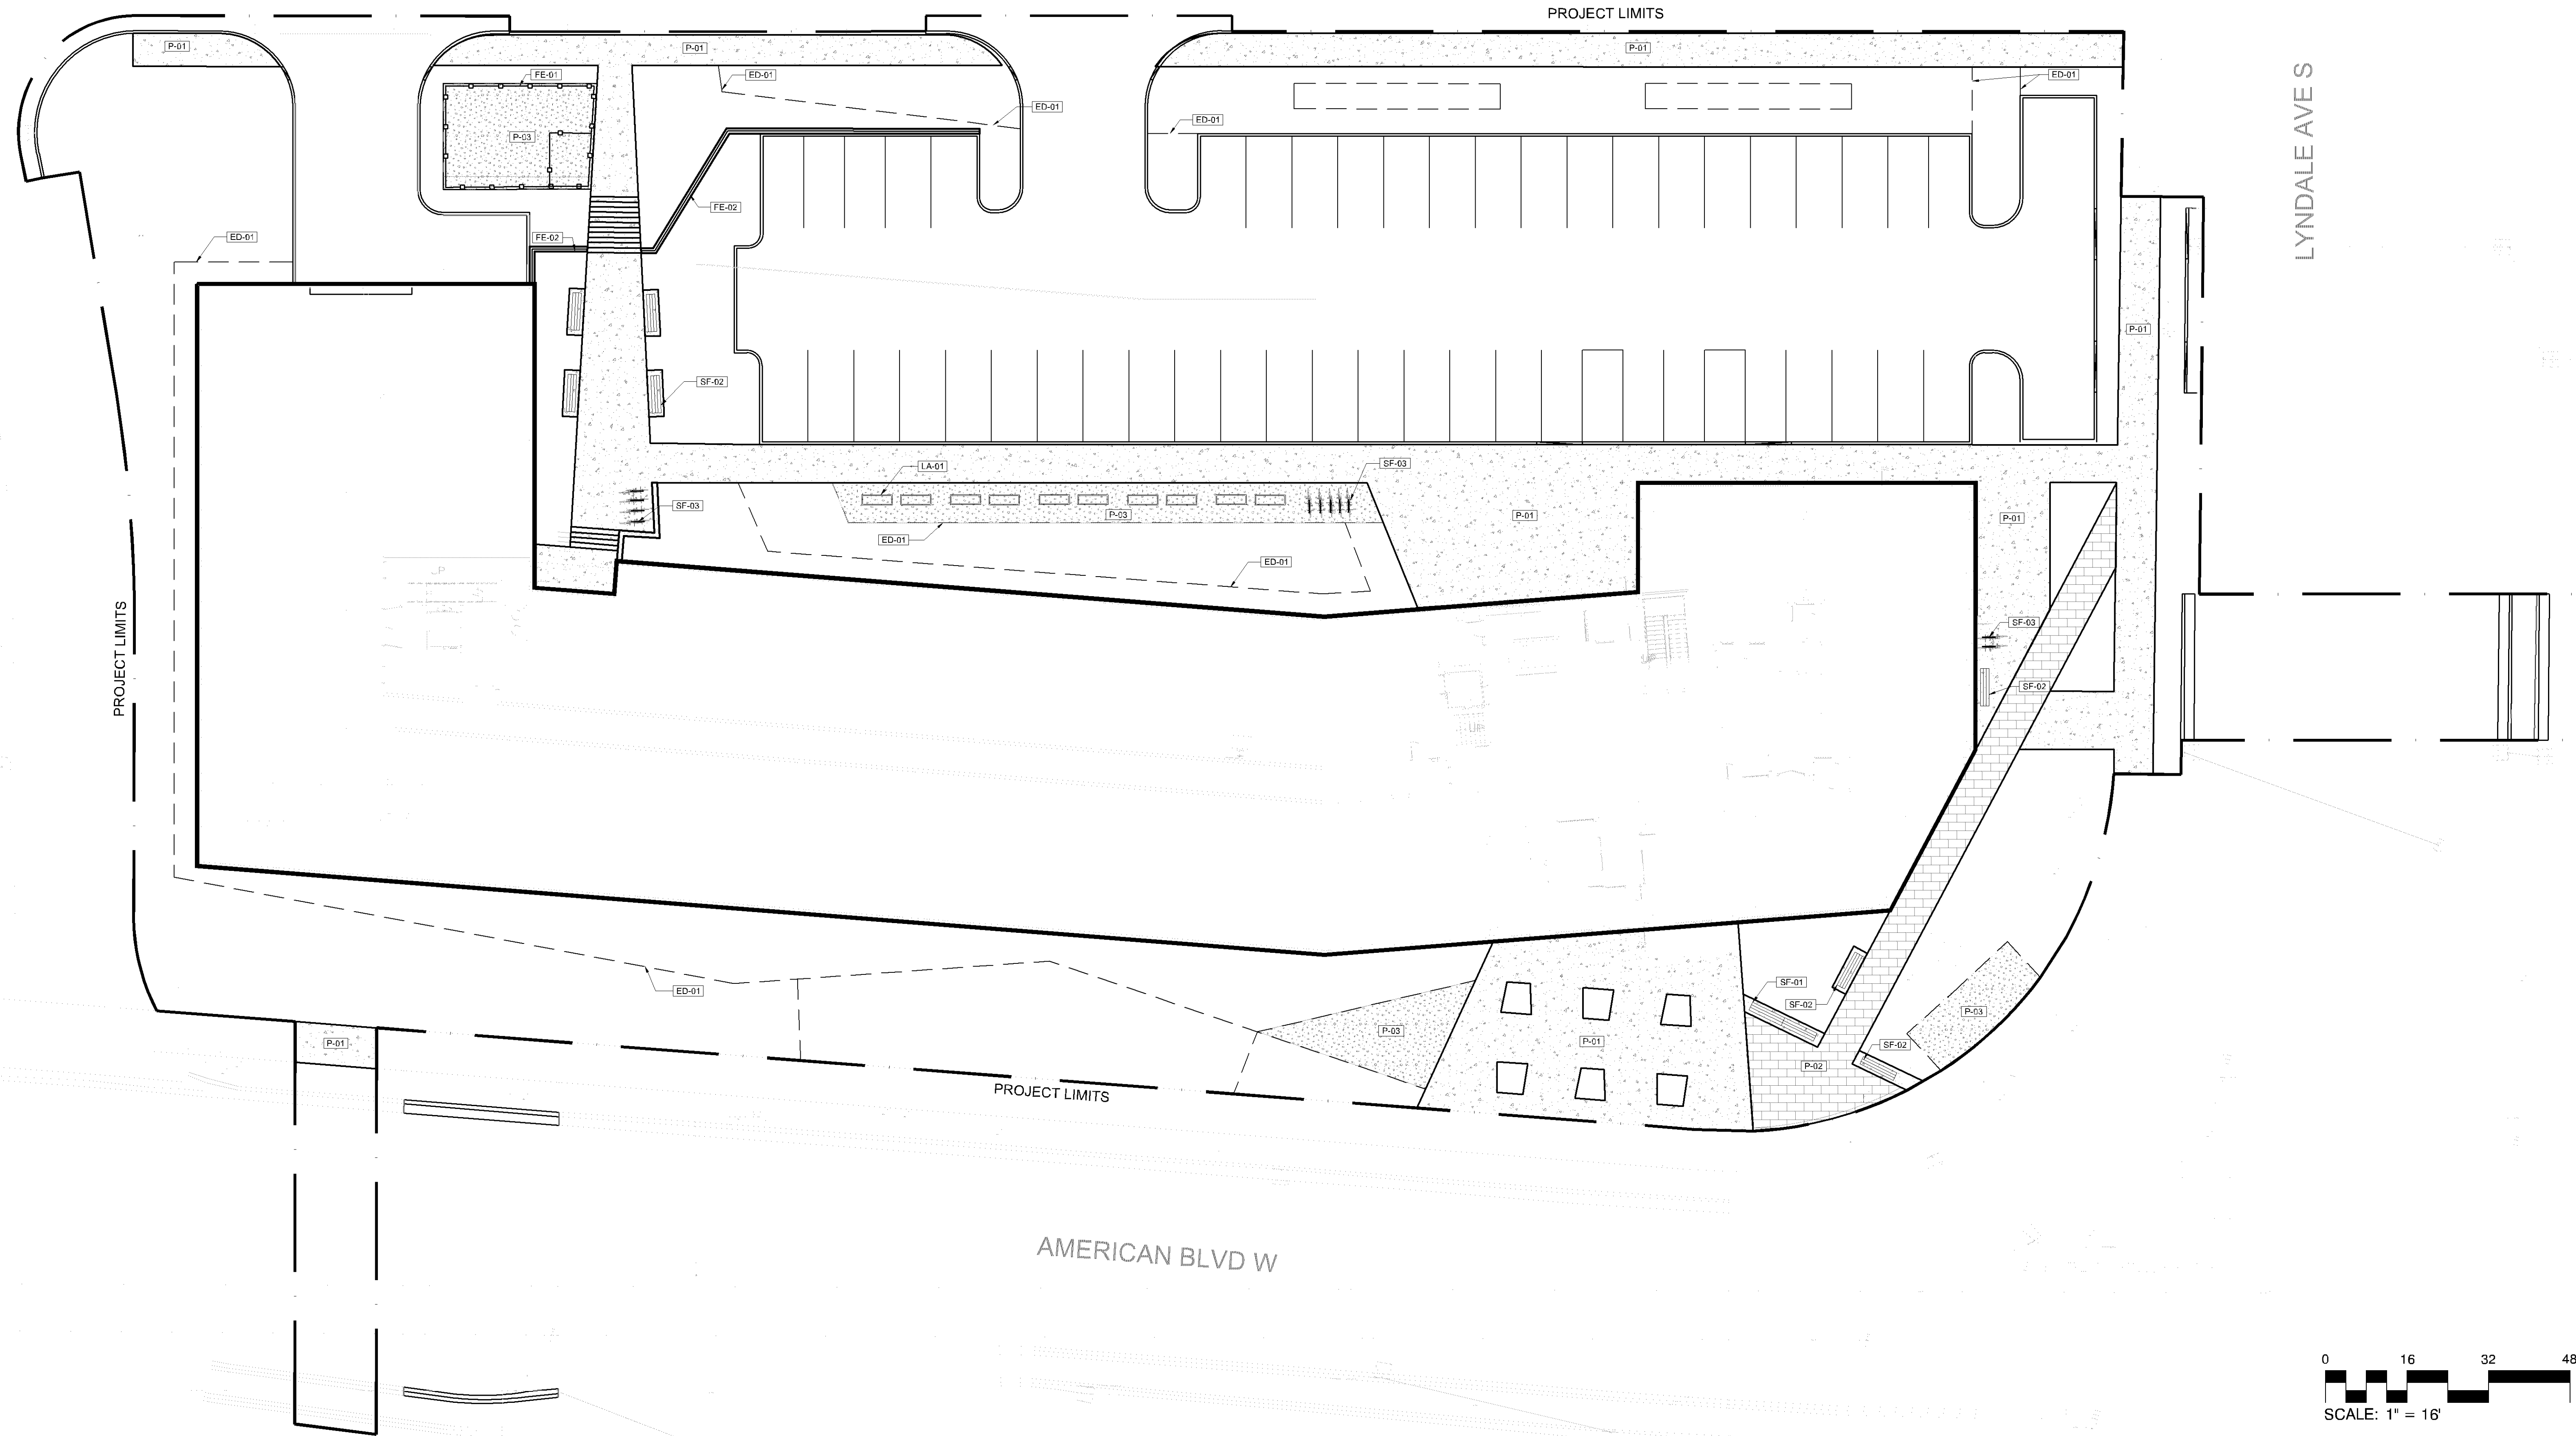 PROJECT LIMITS
P-01
P-01
P-01
FE-01
ED-01
ED-01
LYNDALE AVE S
ED-01
ED-01
P-03
FE-02
ED-01
FE-02
P-01
SF-02
SF-03
LA-01
SF-03
P-03
P-01
P-01
ED-01
ED-01
SF-03
PROJECT LIMITS
SF-02
SF-01
ED-01
SF-02
P-03
P-03
P-01
P-01
SF-02
P-02
PROJECT LIMITS
AMERICAN BLVD W
0 16 32 48
SCALE: 1" = 16'